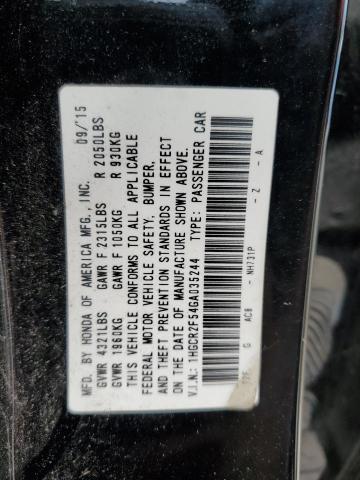 MFD. BY HONDA OF AMERICA MFG., INC. 09/15
GVWR 4321LBS GAWR F 2315LBS R 2050LBS
GVWR 1960KG GAWR F 1050KG R 930KG
THIS VEHICLE CONFORMS TO ALL APPLICABLE
FEDERAL MOTOR VEHICLE SAFETY, BUMPER,
AND THEFT PREVENTION STANDARDS IN EFFECT
ON THE DATE OF MANUFACTURE SHOWN ABOVE.
V.I.N.: 1HGCR2F54GA035244 TYPE: PASSENGER CAR
G AC8 - NH731P - Z - A